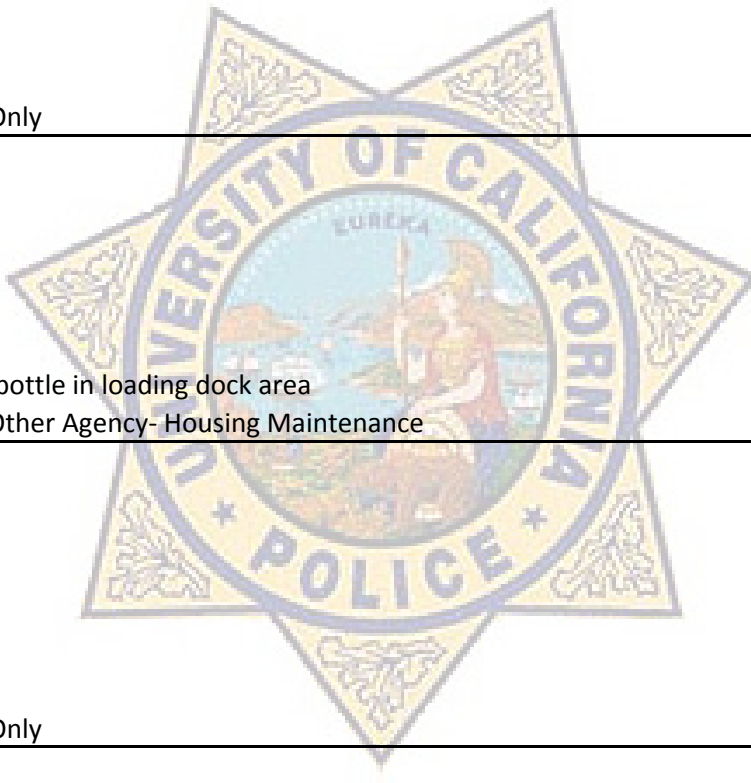 Only
UNIVERSITY OF CALIFORNIA
EUREKA
bottle in loading dock area
Other Agency- Housing Maintenance
POLICE
Only